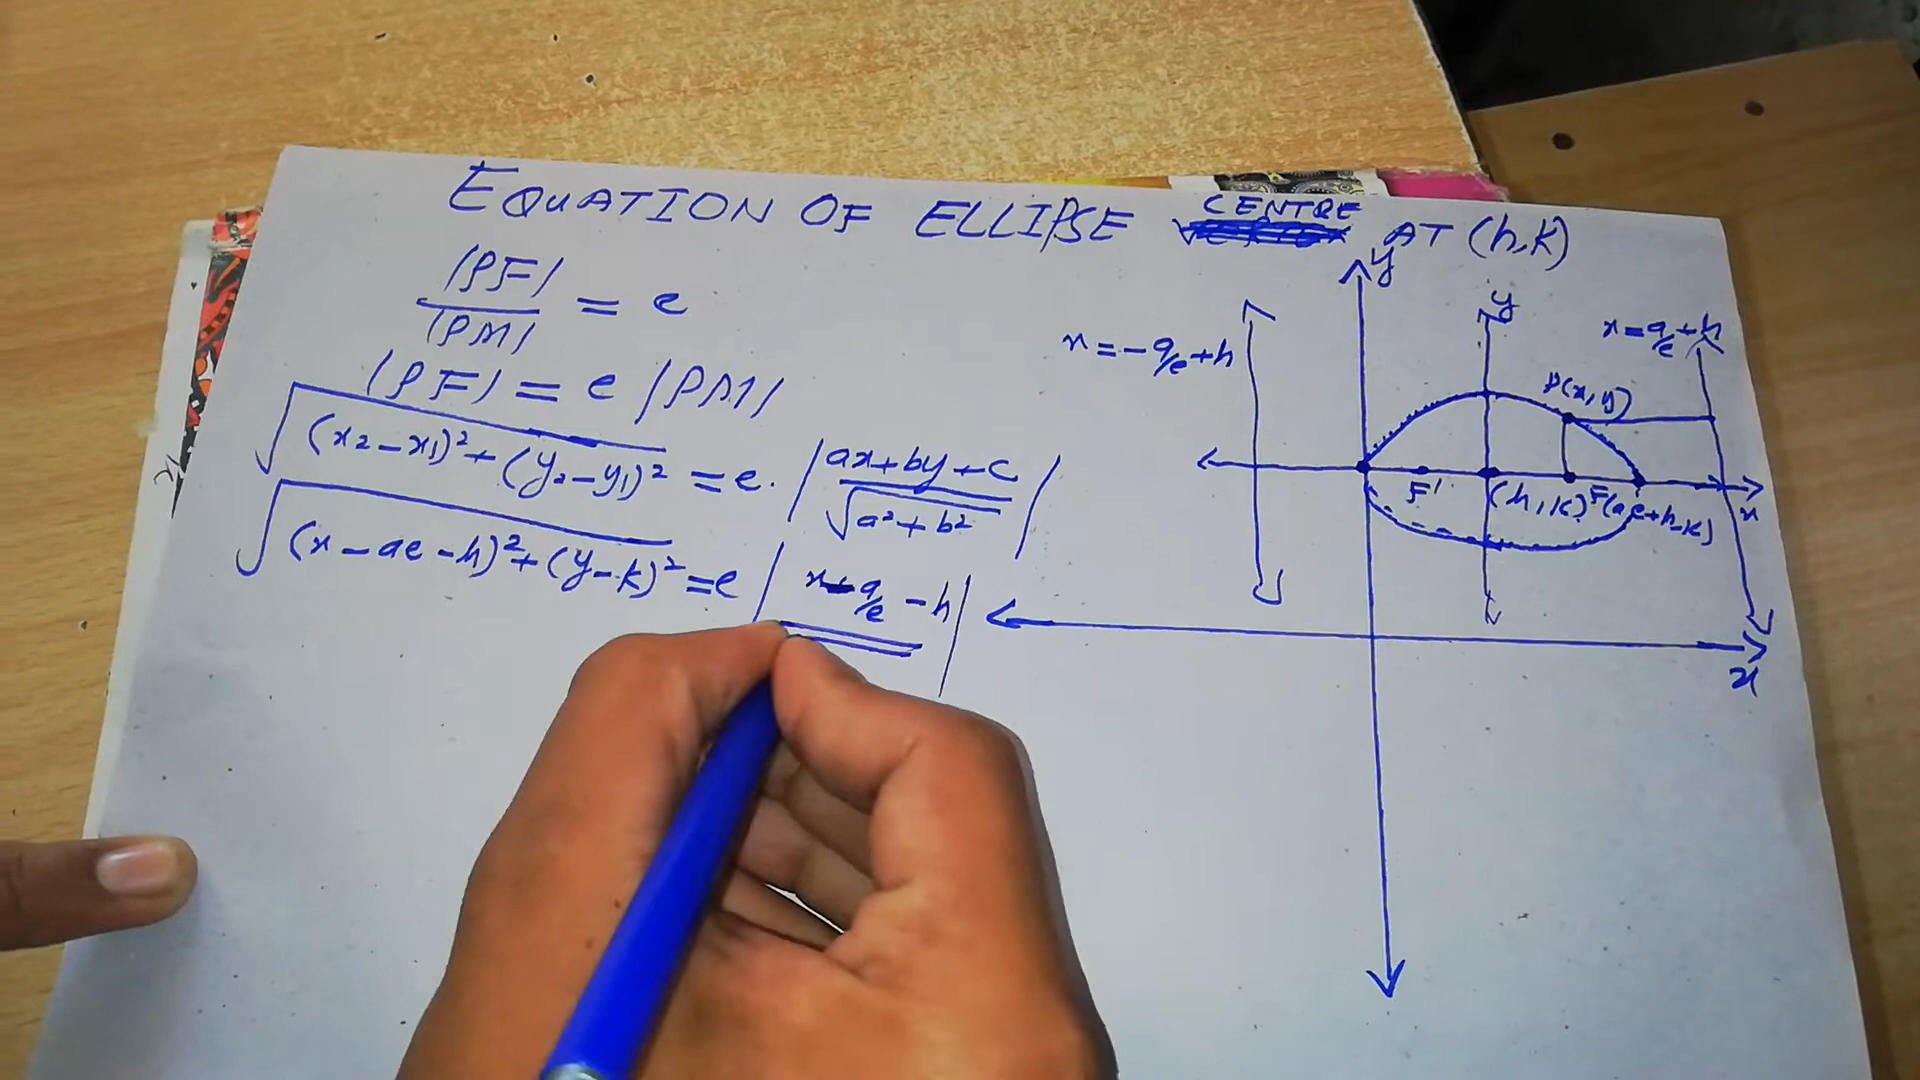 EQUATION OF ELLIPSE CENTRE AT (h,k)
|PF| / |PM| = e
|PF| = e |PM|
√(x₂-x₁)²+(y₂-y₁)² = e. |ax+by+c / √a²+b²|
√(x-ae-h)²+(y-k)² = e |x-a/e-h|
y
y
x=-a/e+h
x=a/e+h
P(x,y)
F'
(h,k)
F(ae+h,k)
x
x